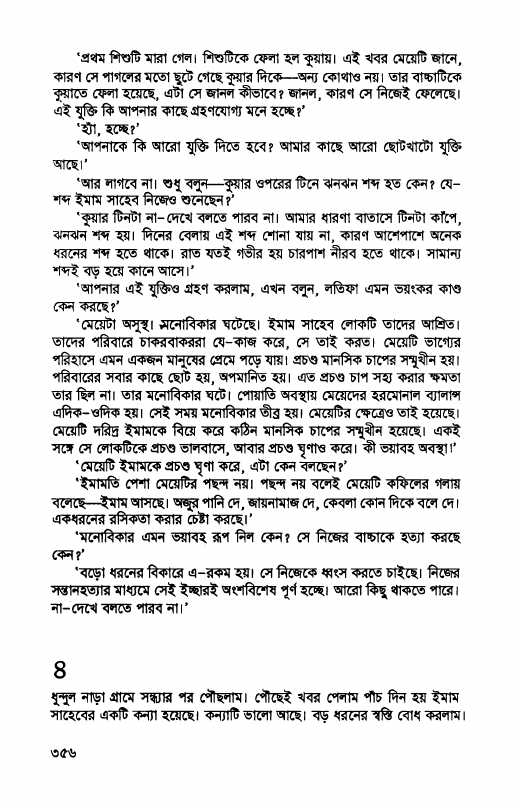 ‘প্রথম শিশুটি মারা গেল। শিশুটিকে ফেলা হল কুয়ায়। এই খবর মেয়েটি জানে,
কারণ সে পাগলের মতো ছুটে গেছে কুয়ার দিকে—অন্য কোথাও নয়। তার বাচ্চাটিকে
কুয়াতে ফেলা হয়েছে, এটা সে জানল কীভাবে? জানল, কারণ সে নিজেই ফেলেছে।
এই যুক্তি কি আপনার কাছে গ্রহণযোগ্য মনে হচ্ছে?’
‘হ্যাঁ, হচ্ছে?’
‘আপনাকে কি আরো যুক্তি দিতে হবে? আমার কাছে আরো ছোটখাটো যুক্তি
আছে।’
‘আর লাগবে না। শুধু বলুন—কুয়ার ওপরের টিনে ঝনঝন শব্দ হত কেন? যে-
শব্দ ইমাম সাহেব নিজেও শুনেছেন?’
‘কুয়ার টিনটা না-দেখে বলতে পারব না। আমার ধারণা বাতাসে টিনটা কাঁপে,
ঝনঝন শব্দ হয়। দিনের বেলায় এই শব্দ শোনা যায় না, কারণ আশেপাশে অনেক
ধরনের শব্দ হতে থাকে। রাত যতই গভীর হয় চারপাশ নীরব হতে থাকে। সামান্য
শব্দই বড় হয়ে কানে আসে।’
‘আপনার এই যুক্তিও গ্রহণ করলাম, এখন বলুন, লতিফা এমন ভয়ংকর কাণ্ড
কেন করছে?’
‘মেয়েটা অসুস্থ। মনোবিকার ঘটেছে। ইমাম সাহেব লোকটি তাদের আশ্রিত।
তাদের পরিবারে চাকরবাকররা যে-কাজ করে, সে তাই করত। মেয়েটি ভাগ্যের
পরিহাসে এমন একজন মানুষের প্রেমে পড়ে যায়। প্রচণ্ড মানসিক চাপের সম্মুখীন হয়।
পরিবারের সবার কাছে ছোট হয়, অপমানিত হয়। এত প্রচণ্ড চাপ সহ্য করার ক্ষমতা
তার ছিল না। তার মনোবিকার ঘটে। পোয়াতি অবস্থায় মেয়েদের হরমোনাল ব্যালান্স
এদিক-ওদিক হয়। সেই সময় মনোবিকার তীব্র হয়। মেয়েটির ক্ষেত্রেও তাই হয়েছে।
মেয়েটি দরিদ্র ইমামকে বিয়ে করে কঠিন মানসিক চাপের সম্মুখীন হয়েছে। একই
সঙ্গে সে লোকটিকে প্রচণ্ড ভালবাসে, আবার প্রচণ্ড ঘৃণাও করে। কী ভয়াবহ অবস্থা!’
‘মেয়েটি ইমামকে প্রচণ্ড ঘৃণা করে, এটা কেন বলছেন?’
‘ইমামতি পেশা মেয়েটির পছন্দ নয়। পছন্দ নয় বলেই মেয়েটি কফিলের গলায়
বলেছে—ইমাম আসছে। অজুর পানি দে, জায়নামাজ দে, কেবলা কোন দিকে বলে দে।
একধরনের রসিকতা করার চেষ্টা করছে।’
‘মনোবিকার এমন ভয়াবহ রূপ নিল কেন? সে নিজের বাচ্চাকে হত্যা করছে
কেন?’
‘বড়ো ধরনের বিকারে এ-রকম হয়। সে নিজেকে ধ্বংস করতে চাইছে। নিজের
সন্তানহত্যার মাধ্যমে সেই ইচ্ছারই অংশবিশেষ পূর্ণ হচ্ছে। আরো কিছু থাকতে পারে।
না-দেখে বলতে পারব না।’
৪
ধুন্দুল নাড়া গ্রামে সন্ধ্যার পর পৌঁছলাম। পৌঁছেই খবর পেলাম পাঁচ দিন হয় ইমাম
সাহেবের একটি কন্যা হয়েছে। কন্যাটি ভালো আছে। বড় ধরনের স্বস্তি বোধ করলাম।
৩৫৬